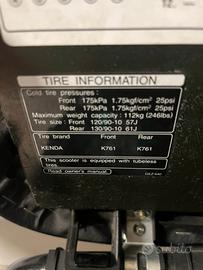 TIRE INFORMATION
Cold tire pressures:
Front 175kPa 1.75kgf/cm² 25psi
Rear 175kPa 1.75kgf/cm² 25psi
Maximum weight capacity : 112kg (246lbs)
Tire size: Front 120/90-10 57J
Rear 130/90-10 61J
Tire brand Front Rear
KENDA K761 K761
This scooter is equipped with tubeless
tires.
Read owner's manual.
subito